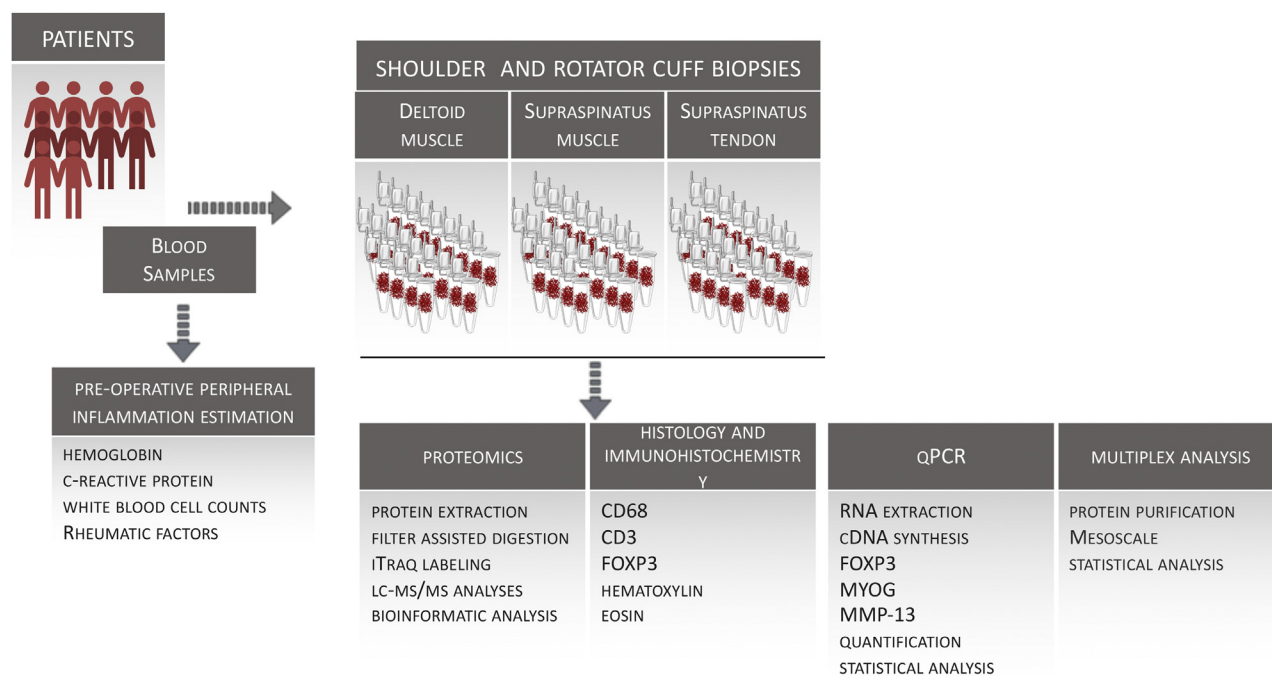 PATIENTS
SHOULDER AND ROTATOR CUFF BIOPSIES
DELTOID
MUSCLE
SUPRASPINATUS
MUSCLE
SUPRASPINATUS
TENDON
BLOOD
SAMPLES
PRE-OPERATIVE PERIPHERAL
INFLAMMATION ESTIMATION
HEMOGLOBIN
C-REACTIVE PROTEIN
WHITE BLOOD CELL COUNTS
RHEUMATIC FACTORS
PROTEOMICS
PROTEIN EXTRACTION
FILTER ASSISTED DIGESTION
ITRAQ LABELING
LC-MS/MS ANALYSES
BIOINFORMATIC ANALYSIS
HISTOLOGY AND
IMMUNOHISTOCHEMISTR
Y
CD68
CD3
FOXP3
HEMATOXYLIN
EOSIN
QPCR
RNA EXTRACTION
CDNA SYNTHESIS
FOXP3
MYOG
MMP-13
QUANTIFICATION
STATISTICAL ANALYSIS
MULTIPLEX ANALYSIS
PROTEIN PURIFICATION
MESOSCALE
STATISTICAL ANALYSIS